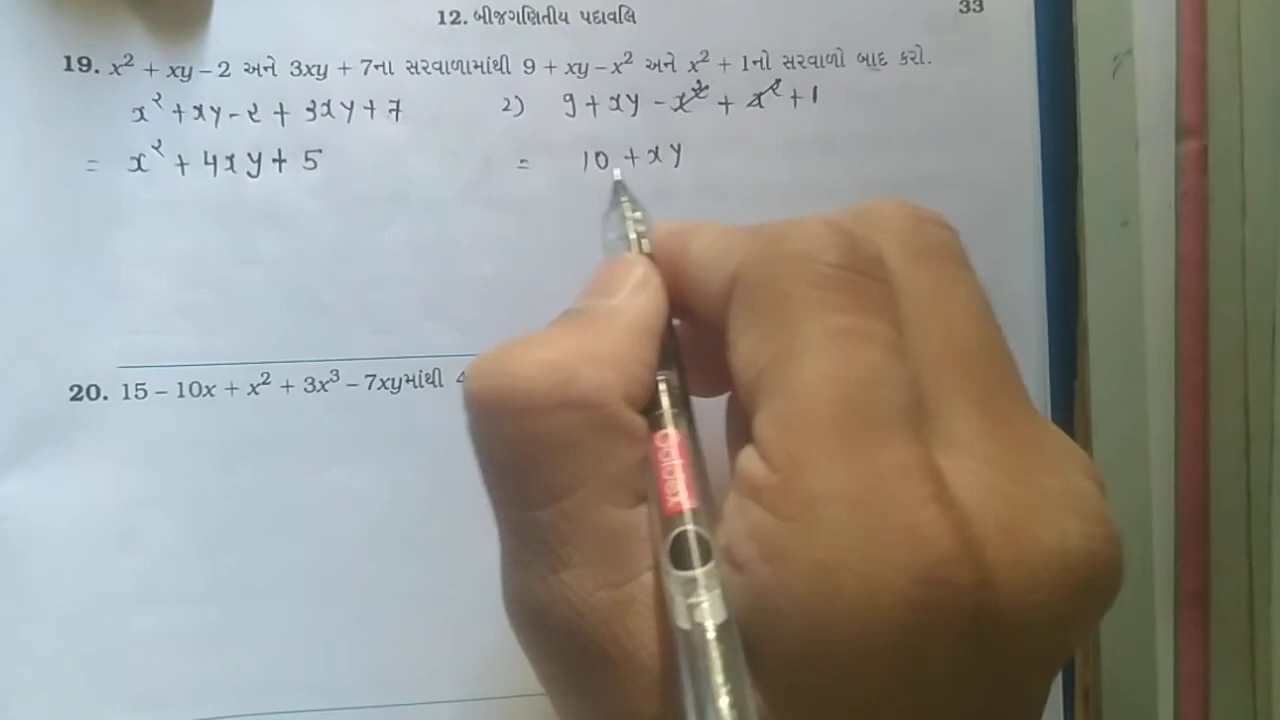 12. બીજગણિતીય પદાવલિ 33
19. x² + xy – 2 અને 3xy + 7ના સરવાળામાંથી 9 + xy – x² અને x² + 1નો સરવાળો બાદ કરો.
x² + xy - 2 + 3xy + 7 2) 9 + xy - x² + x² + 1
= x² + 4xy + 5 = 10 + xy
20. 15 – 10x + x² + 3x³ – 7xyમાંથી